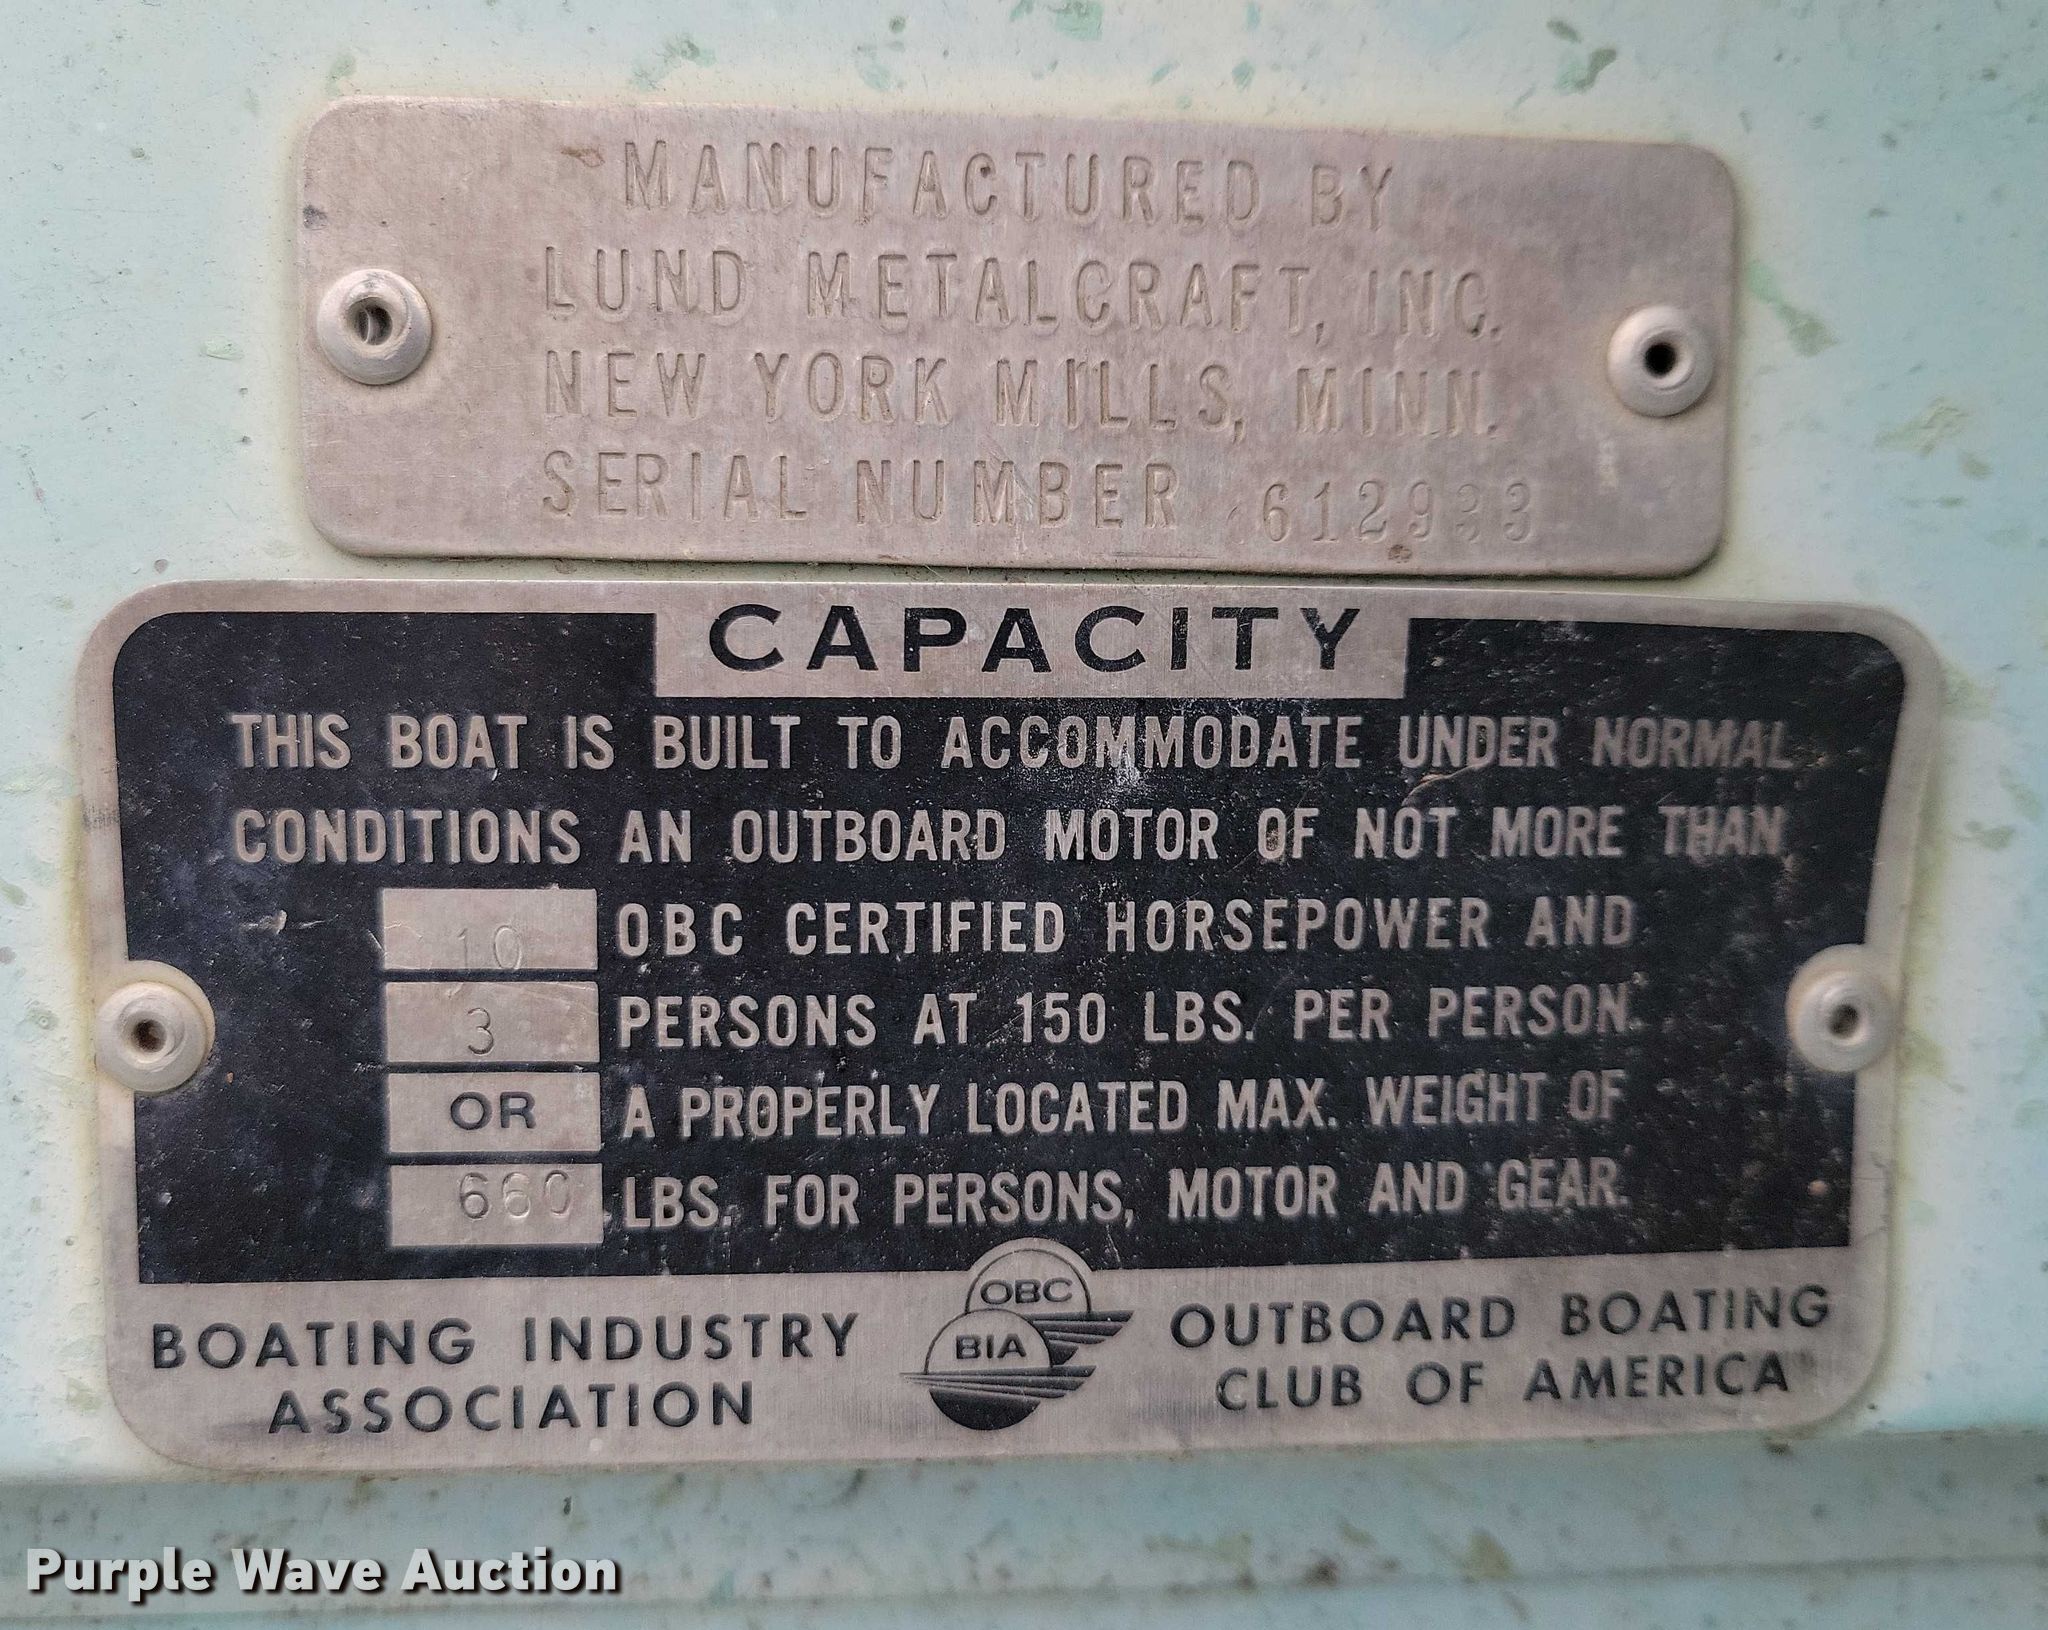 MANUFACTURED BY
LUND METALCRAFT, INC.
NEW YORK MILLS, MINN.
SERIAL NUMBER 612933
CAPACITY
THIS BOAT IS BUILT TO ACCOMMODATE UNDER NORMAL
CONDITIONS AN OUTBOARD MOTOR OF NOT MORE THAN
10 OBC CERTIFIED HORSEPOWER AND
3 PERSONS AT 150 LBS. PER PERSON.
OR A PROPERLY LOCATED MAX. WEIGHT OF
660 LBS. FOR PERSONS, MOTOR AND GEAR.
BOATING INDUSTRY
ASSOCIATION
OBC
BIA
OUTBOARD BOATING
CLUB OF AMERICA
Purple Wave Auction